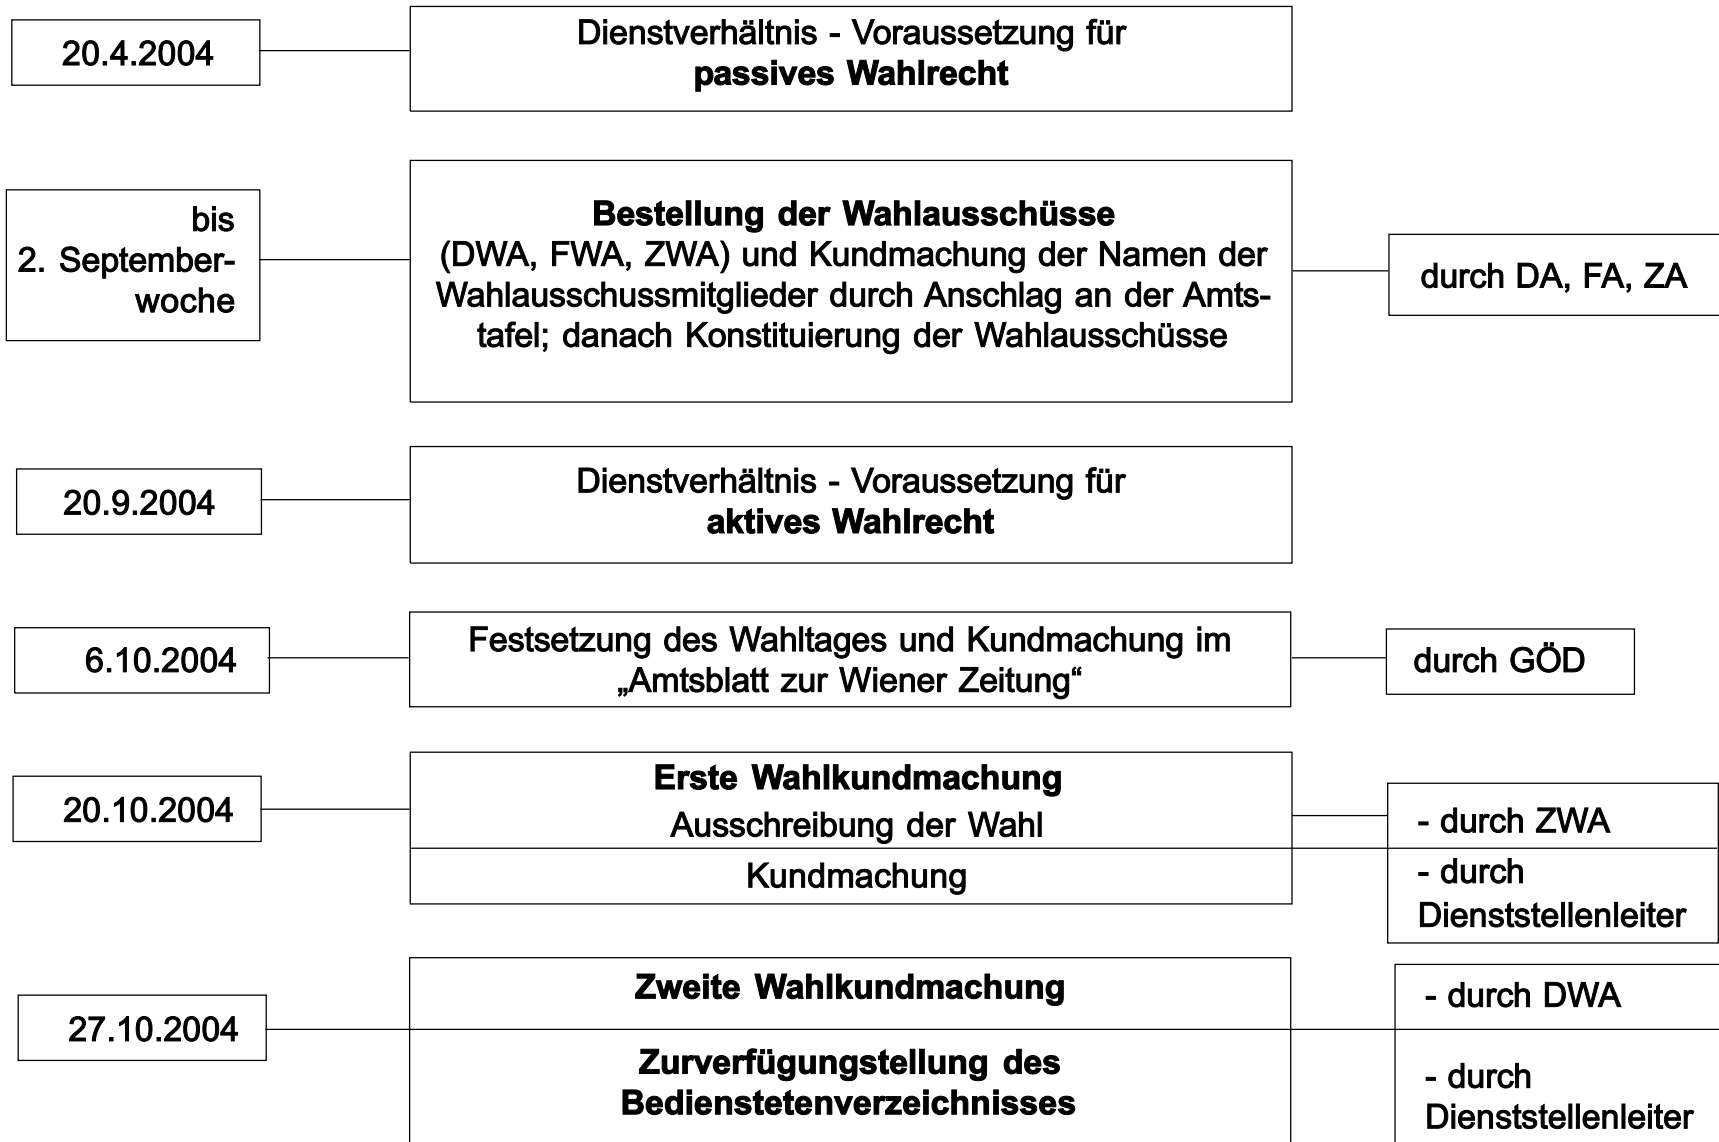 20.4.2004
Dienstverhältnis - Voraussetzung für
passives Wahlrecht
bis
2. September-
woche
Bestellung der Wahlausschüsse
(DWA, FWA, ZWA) und Kundmachung der Namen der
Wahlausschussmitglieder durch Anschlag an der Amts-
tafel; danach Konstituierung der Wahlausschüsse
durch DA, FA, ZA
20.9.2004
Dienstverhältnis - Voraussetzung für
aktives Wahlrecht
6.10.2004
Festsetzung des Wahltages und Kundmachung im
„Amtsblatt zur Wiener Zeitung“
durch GÖD
20.10.2004
Erste Wahlkundmachung
Ausschreibung der Wahl
- durch ZWA
Kundmachung
- durch
Dienststellenleiter
27.10.2004
Zweite Wahlkundmachung
- durch DWA
Zurverfügungstellung des
Bedienstetenverzeichnisses
- durch
Dienststellenleiter